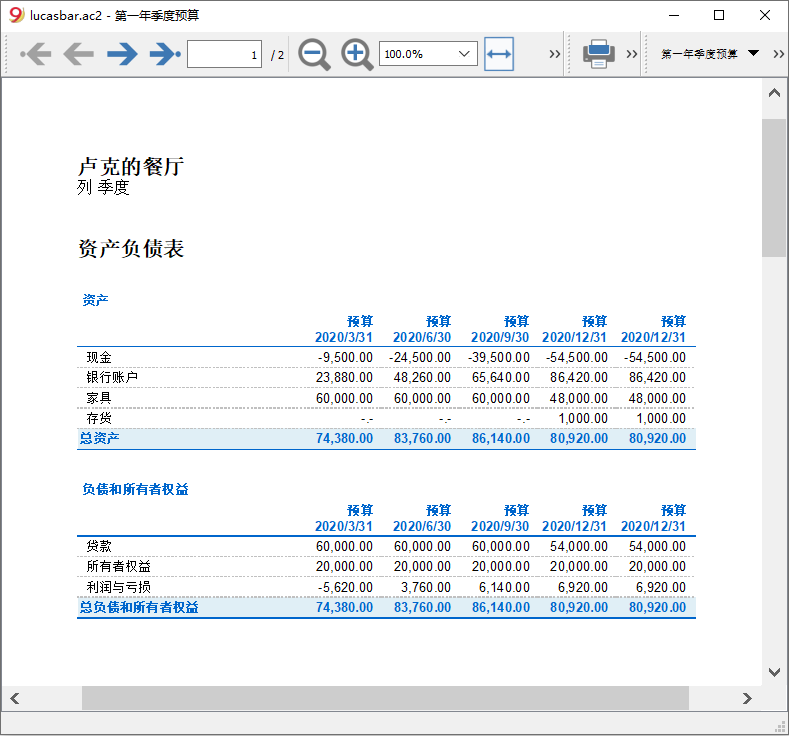 lucasbar.ac2 - 第一年季度预算
1 / 2 100.0% 第一年季度预算
卢克的餐厅
列 季度
资产负债表
资产
预算 预算 预算 预算 预算
2020/3/31 2020/6/30 2020/9/30 2020/12/31 2020/12/31
现金 -9,500.00 -24,500.00 -39,500.00 -54,500.00 -54,500.00
银行账户 23,880.00 48,260.00 65,640.00 86,420.00 86,420.00
家具 60,000.00 60,000.00 60,000.00 48,000.00 48,000.00
存货 -.- -.- -.- 1,000.00 1,000.00
总资产 74,380.00 83,760.00 86,140.00 80,920.00 80,920.00
负债和所有者权益
预算 预算 预算 预算 预算
2020/3/31 2020/6/30 2020/9/30 2020/12/31 2020/12/31
贷款 60,000.00 60,000.00 60,000.00 54,000.00 54,000.00
所有者权益 20,000.00 20,000.00 20,000.00 20,000.00 20,000.00
利润与亏损 -5,620.00 3,760.00 6,140.00 6,920.00 6,920.00
总负债和所有者权益 74,380.00 83,760.00 86,140.00 80,920.00 80,920.00